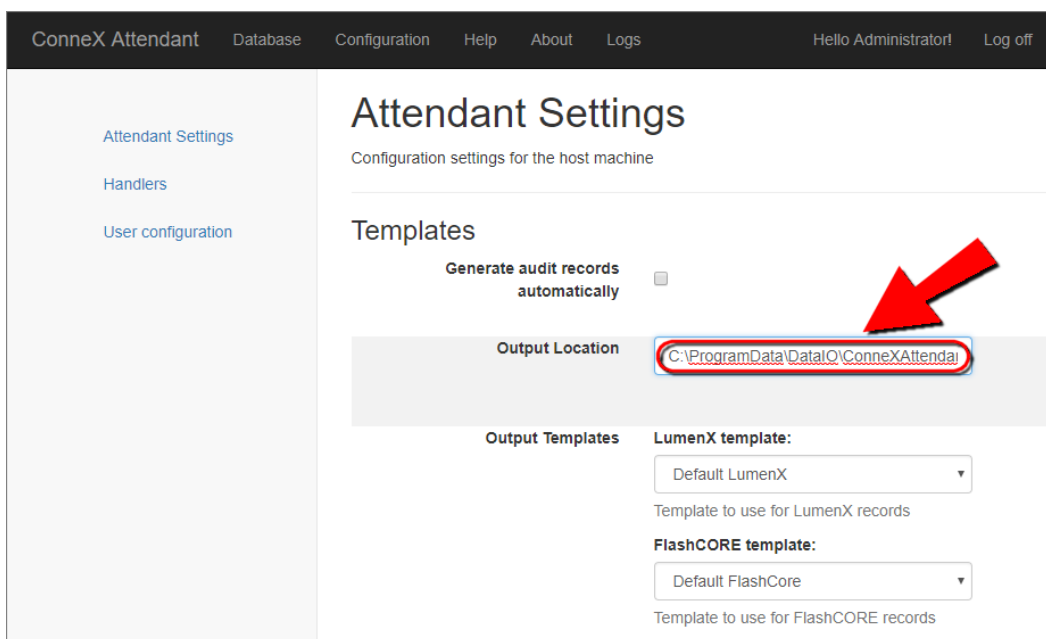 ConneX Attendant Database Configuration Help About Logs Hello Administrator! Log off
Attendant Settings
Handlers
User configuration
Attendant Settings
Configuration settings for the host machine
Templates
Generate audit records
automatically
Output Location
C:\ProgramData\DataIO\ConneXAttenda
Output Templates
LumenX template:
Default LumenX
Template to use for LumenX records
FlashCORE template:
Default FlashCore
Template to use for FlashCORE records